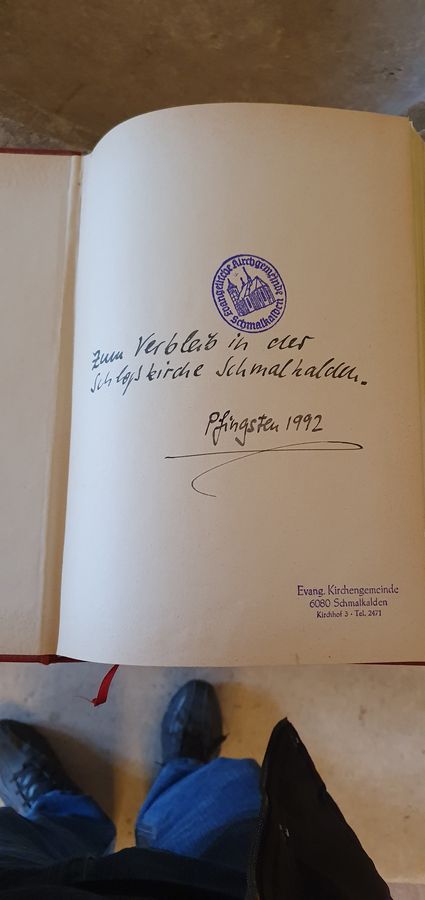 Evangelische Kirchgemeinde
Schmalkalden
Zum Verbleib in der
Schloßkirche Schmalkalden.
Pfingsten 1992
Evang. Kirchengemeinde
6080 Schmalkalden
Kirchhof 3 · Tel. 2471